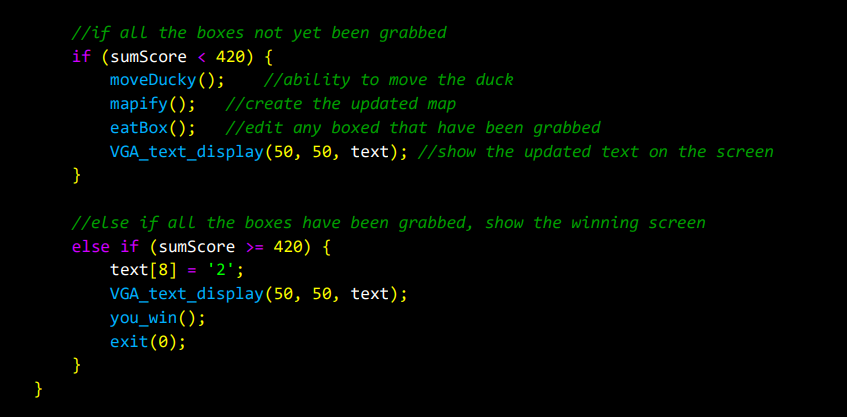 //if all the boxes not yet been grabbed
if (sumScore < 420) {
moveDucky();    //ability to move the duck
mapify();   //create the updated map
eatBox();   //edit any boxed that have been grabbed
VGA_text_display(50, 50, text); //show the updated text on the screen
}
//else if all the boxes have been grabbed, show the winning screen
else if (sumScore >= 420) {
text[8] = '2';
VGA_text_display(50, 50, text);
you_win();
exit(0);
}
}